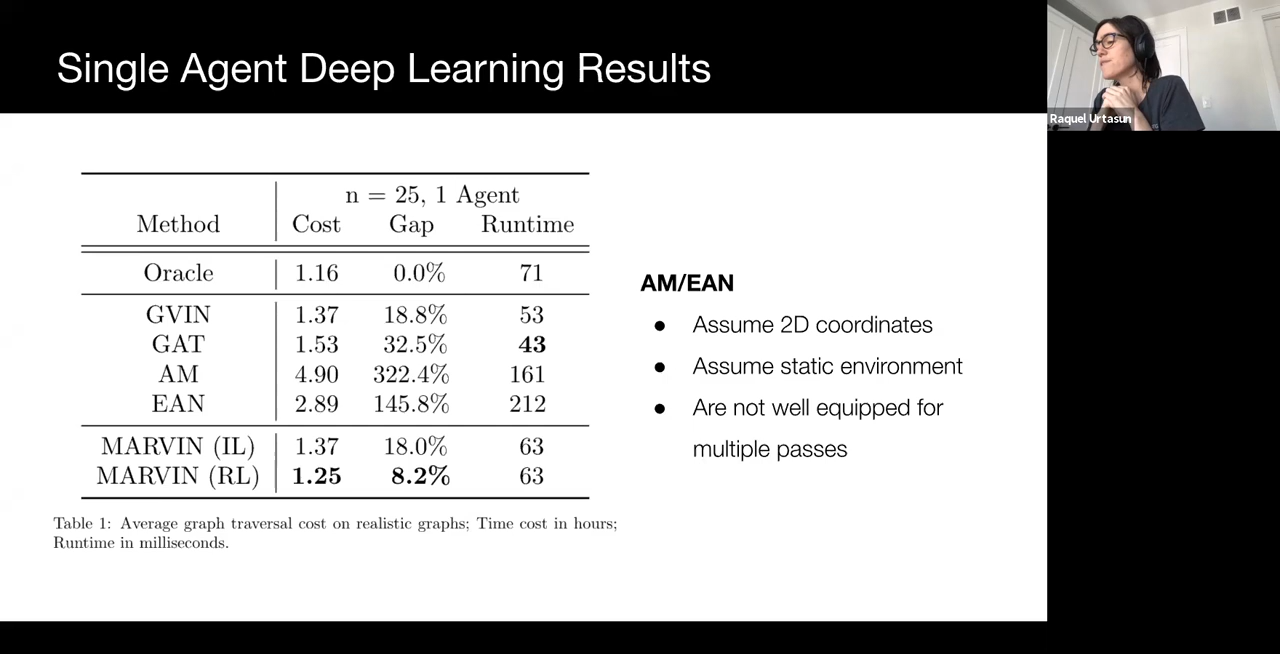 Single Agent Deep Learning Results
Raquel Urtasun
n = 25, 1 Agent
Method Cost Gap Runtime
Oracle 1.16 0.0% 71
GVIN 1.37 18.8% 53
GAT 1.53 32.5% 43
AM 4.90 322.4% 161
EAN 2.89 145.8% 212
MARVIN (IL) 1.37 18.0% 63
MARVIN (RL) 1.25 8.2% 63
Table 1: Average graph traversal cost on realistic graphs; Time cost in hours;
Runtime in milliseconds.
AM/EAN
● Assume 2D coordinates
● Assume static environment
● Are not well equipped for
multiple passes